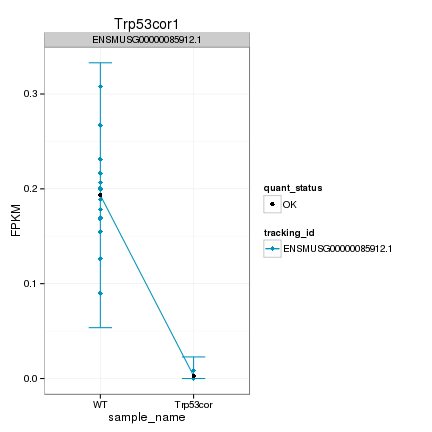 Trp53cor1
ENSMUSG00000085912.1
0.3
0.2
0.1
0.0
FPKM
WT
Trp53cor
sample_name
quant_status
OK
tracking_id
ENSMUSG00000085912.1